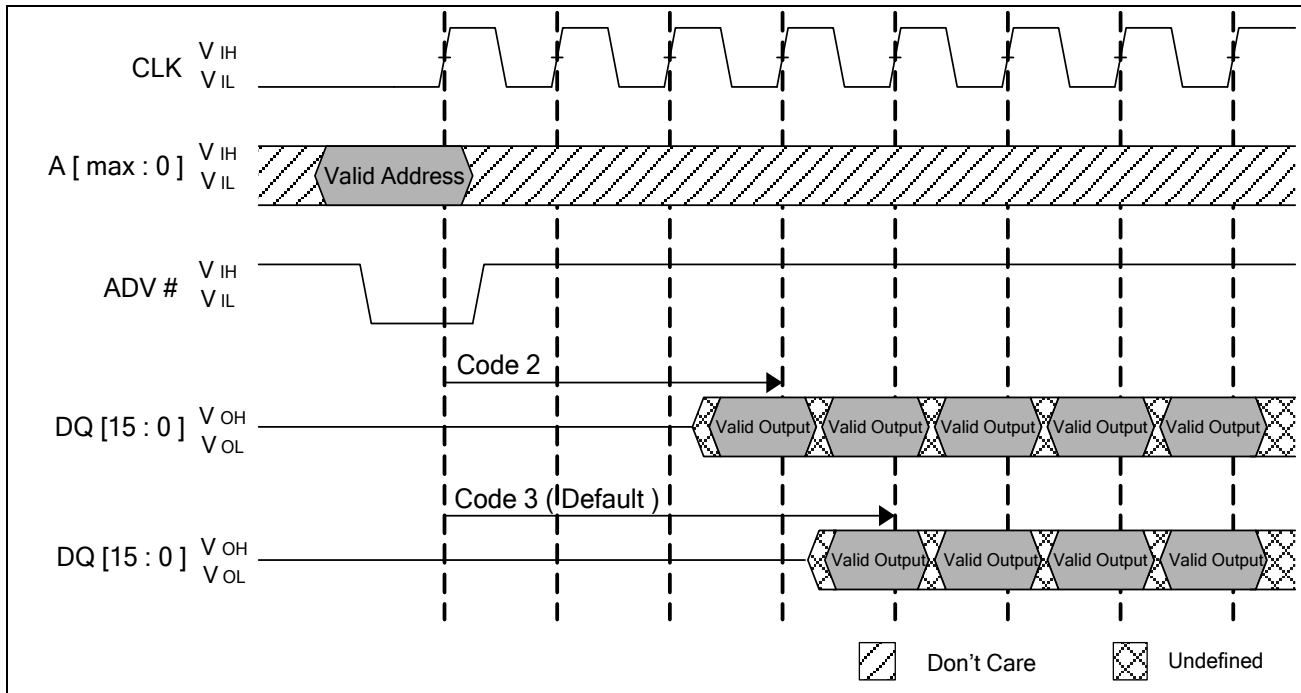 CLK V IH
V IL
A [ max : 0 ] V IH
V IL
Valid Address
ADV # V IH
V IL
Code 2
DQ [15 : 0 ] V OH
V OL
Valid Output Valid Output Valid Output Valid Output Valid Output
Code 3 ( Default )
DQ [15 : 0 ] V OH
V OL
Valid Output Valid Output Valid Output Valid Output
Don't Care Undefined